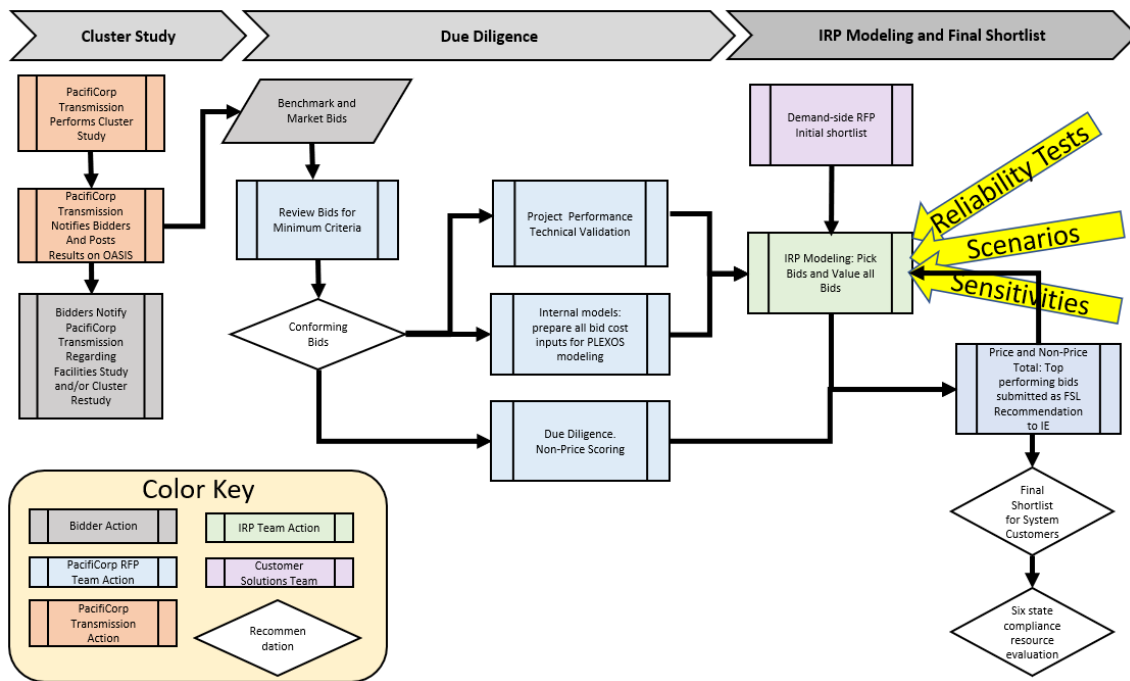 Cluster Study
Due Diligence
IRP Modeling and Final Shortlist
PacifiCorp
Transmission
Performs Cluster
Study
PacifiCorp
Transmission
Notifies Bidders
And Posts
Results on OASIS
Bidders Notify
PacifiCorp
Transmission
Regarding
Facilities Study
and/or Cluster
Restudy
Benchmark and
Market Bids
Review Bids for
Minimum Criteria
Conforming
Bids
Project Performance
Technical Validation
Internal models:
prepare all bid cost
inputs for PLEXOS
modeling
Due Diligence.
Non-Price Scoring
Demand-side RFP
Initial shortlist
IRP Modeling: Pick
Bids and Value all
Bids
Reliability Tests
Scenarios
Sensitivities
Price and Non-Price
Total: Top
performing bids
submitted as FSL
Recommendation
to IE
Final
Shortlist
for System
Customers
Six state
compliance
resource
evaluation
Color Key
Bidder Action
IRP Team Action
PacifiCorp RFP
Team Action
Customer
Solutions Team
PacifiCorp
Transmission
Action
Recommen
dation